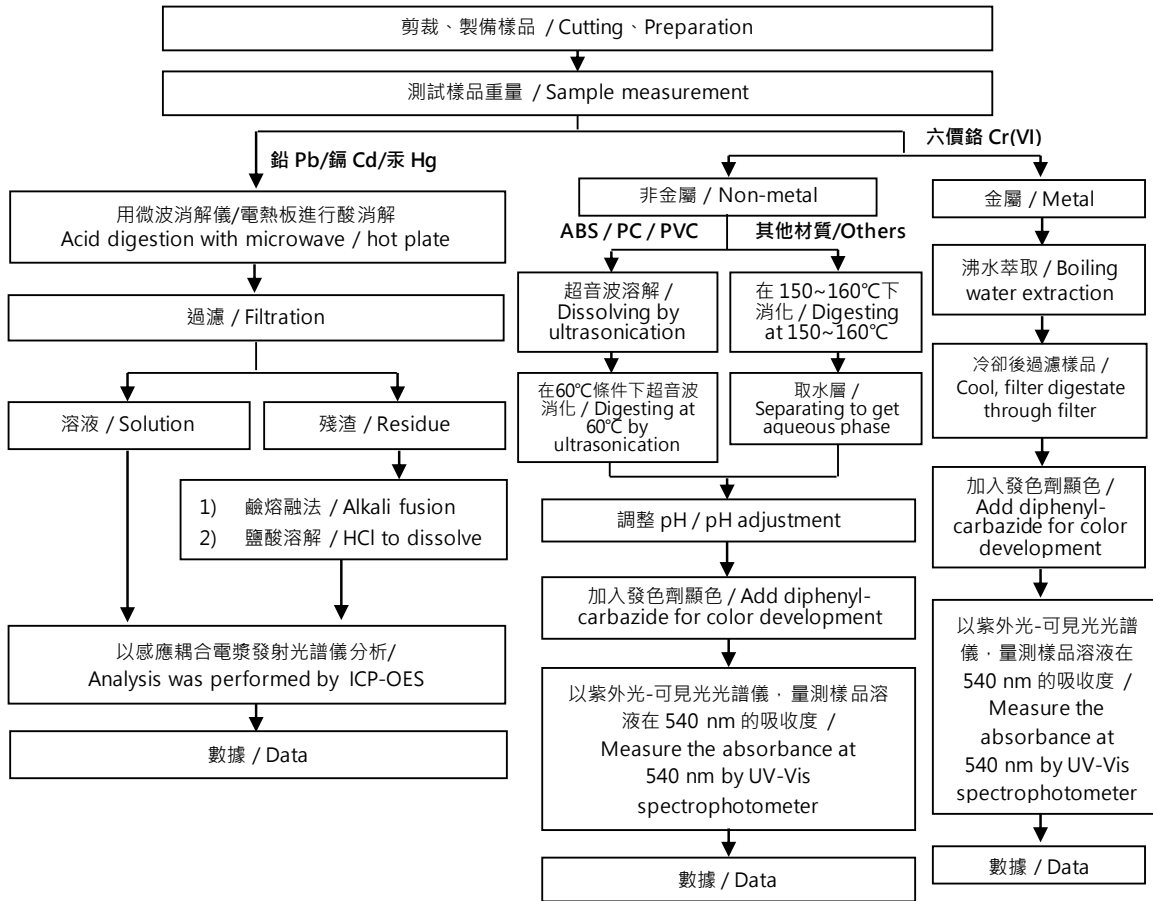 剪裁、製備樣品 / Cutting、Preparation
測試樣品重量 / Sample measurement
鉛 Pb/鎘 Cd/汞 Hg
六價鉻 Cr(VI)
用微波消解儀/電熱板進行酸消解
Acid digestion with microwave / hot plate
過濾 / Filtration
溶液 / Solution
殘渣 / Residue
1) 鹼熔融法 / Alkali fusion
2) 鹽酸溶解 / HCl to dissolve
以感應耦合電漿發射光譜儀分析/
Analysis was performed by ICP-OES
數據 / Data
非金屬 / Non-metal
ABS / PC / PVC
其他材質/Others
超音波溶解 /
Dissolving by
ultrasonication
在 150~160℃下
消化 / Digesting
at 150~160℃
在60℃條件下超音波
消化 / Digesting at
60℃ by
ultrasonication
取水層 /
Separating to get
aqueous phase
調整 pH / pH adjustment
加入發色劑顯色 / Add diphenyl-
carbazide for color development
以紫外光-可見光光譜儀，量測樣品溶
液在 540 nm 的吸收度 /
Measure the absorbance at
540 nm by UV-Vis
spectrophotometer
數據 / Data
金屬 / Metal
沸水萃取 / Boiling
water extraction
冷卻後過濾樣品 /
Cool, filter digestate
through filter
加入發色劑顯色 /
Add diphenyl-
carbazide for color
development
以紫外光-可見光光譜
儀，量測樣品溶液在
540 nm 的吸收度 /
Measure the
absorbance at
540 nm by UV-Vis
spectrophotometer
數據 / Data